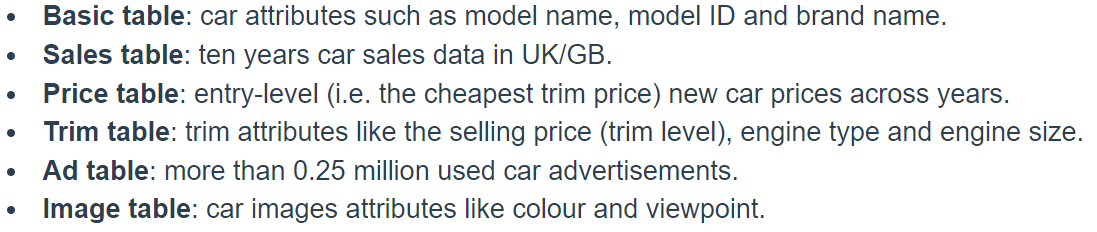 • Basic table: car attributes such as model name, model ID and brand name.
• Sales table: ten years car sales data in UK/GB.
• Price table: entry-level (i.e. the cheapest trim price) new car prices across years.
• Trim table: trim attributes like the selling price (trim level), engine type and engine size.
• Ad table: more than 0.25 million used car advertisements.
• Image table: car images attributes like colour and viewpoint.